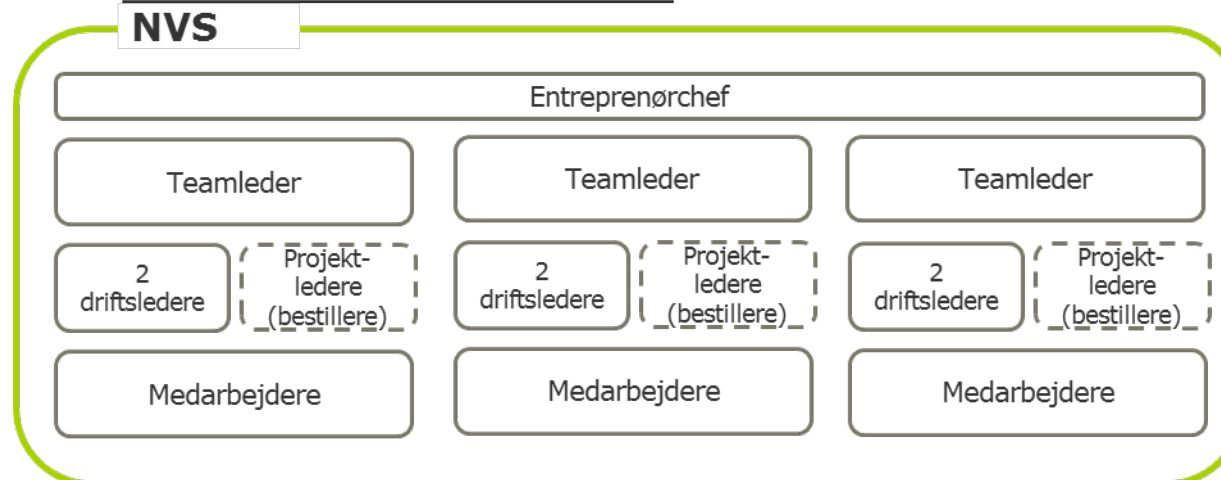 NVS
Entreprenørchef
Teamleder
Teamleder
Teamleder
2
driftsledere
Projekt-
ledere
(bestillere)
2
driftsledere
Projekt-
ledere
(bestillere)
2
driftsledere
Projekt-
ledere
(bestillere)
Medarbejdere
Medarbejdere
Medarbejdere